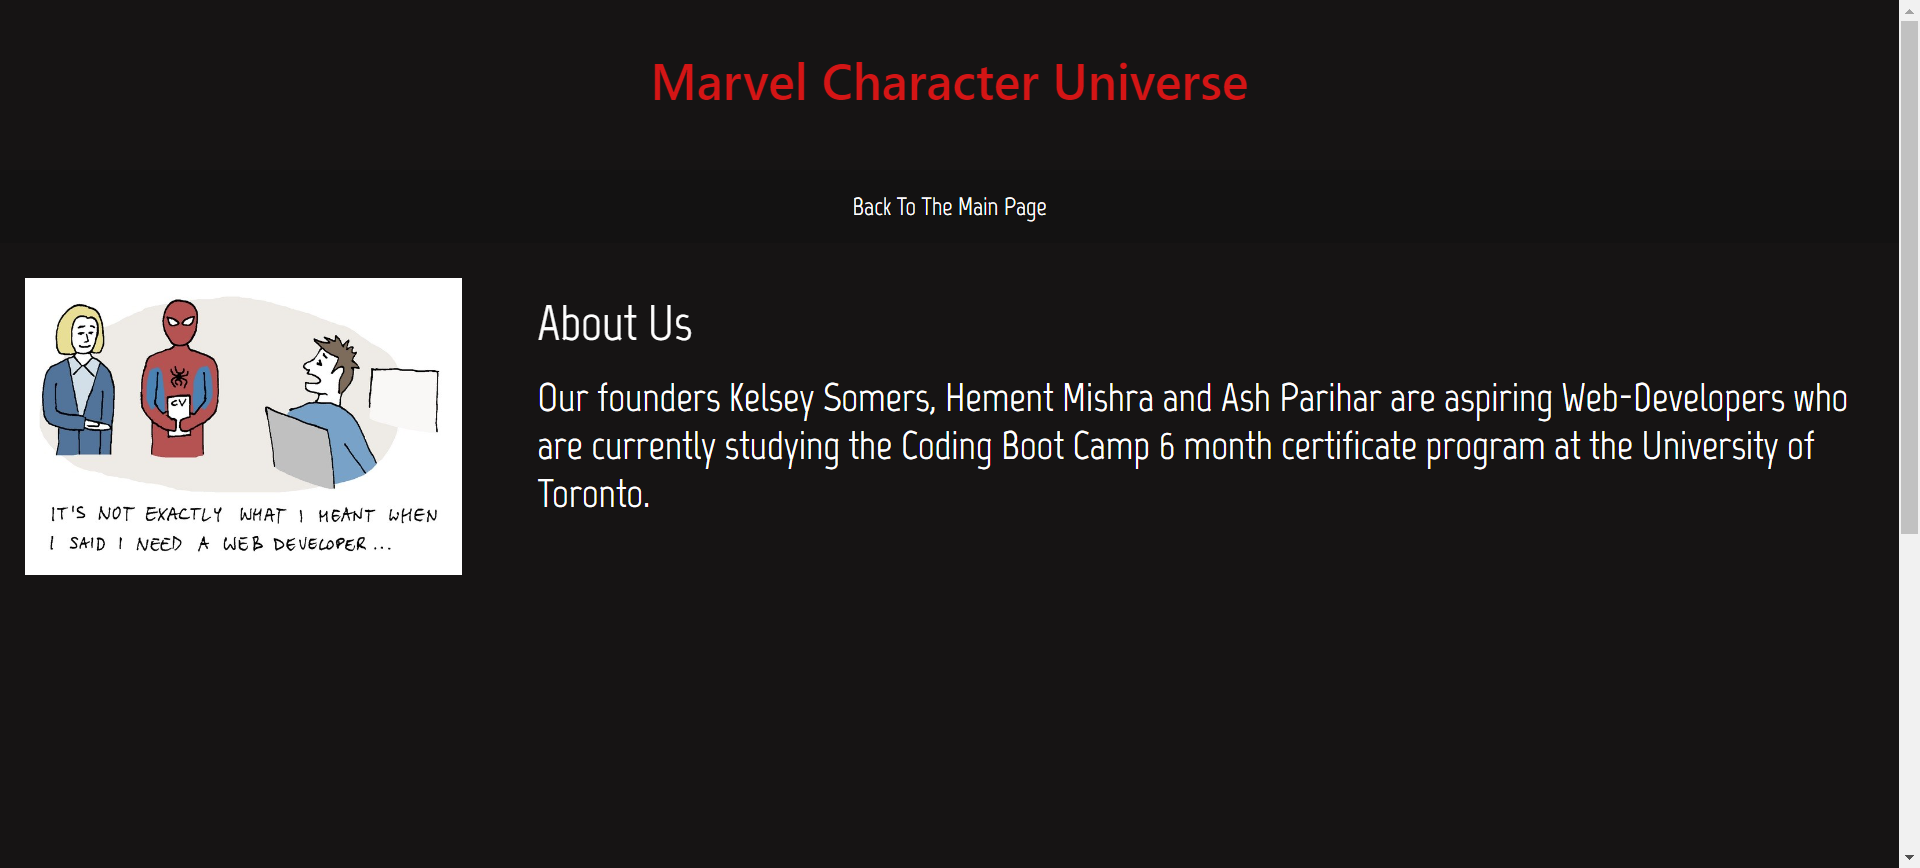 Marvel Character Universe
Back To The Main Page
CV
IT'S NOT EXACTLY WHAT I MEANT WHEN
I SAID I NEED A WEB DEVELOPER...
About Us
Our founders Kelsey Somers, Hement Mishra and Ash Parihar are aspiring Web-Developers who
are currently studying the Coding Boot Camp 6 month certificate program at the University of
Toronto.